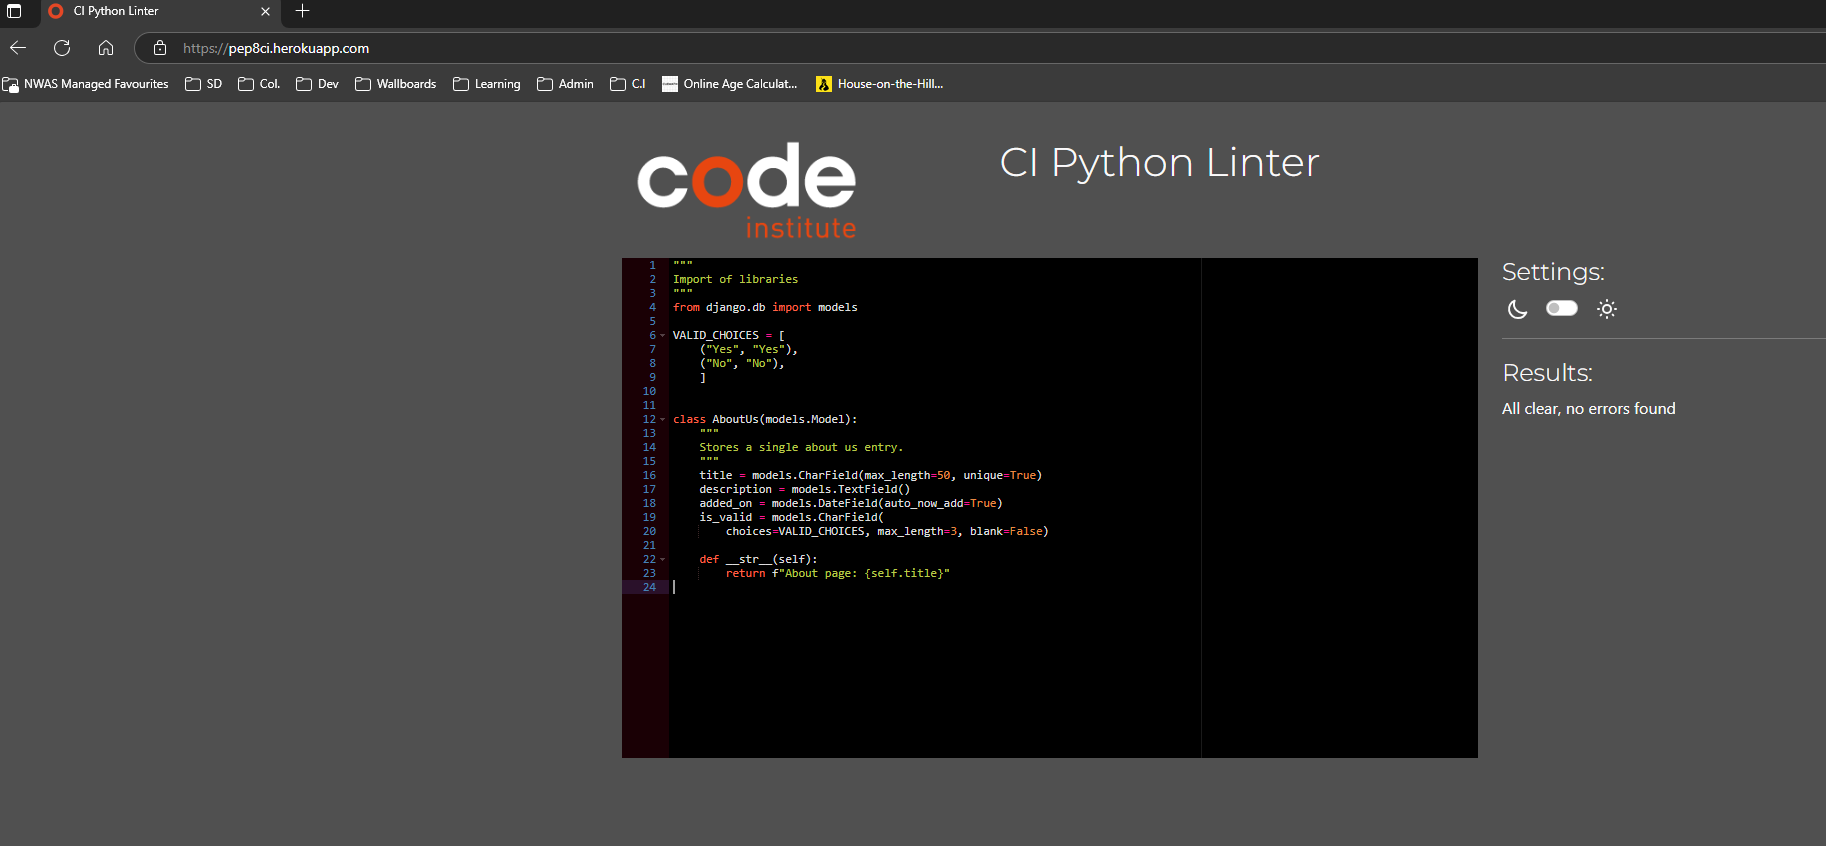 CI Python Linter
https://pep8ci.herokuapp.com
NWAS Managed Favourites SD Col. Dev Wallboards Learning Admin C.I Online Age Calculat... House-on-the-Hill...
code
institute
CI Python Linter
1 """
2 Import of libraries
3 """
4 from django.db import models
5
6 VALID_CHOICES = [
7     ("Yes", "Yes"),
8     ("No", "No"),
9     ]
10
11
12 class AboutUs(models.Model):
13     """
14     Stores a single about us entry.
15     """
16     title = models.CharField(max_length=50, unique=True)
17     description = models.TextField()
18     added_on = models.DateField(auto_now_add=True)
19     is_valid = models.CharField(
20         choices=VALID_CHOICES, max_length=3, blank=False)
21
22     def __str__(self):
23         return f"About page: {self.title}"
24
Settings:
Results:
All clear, no errors found